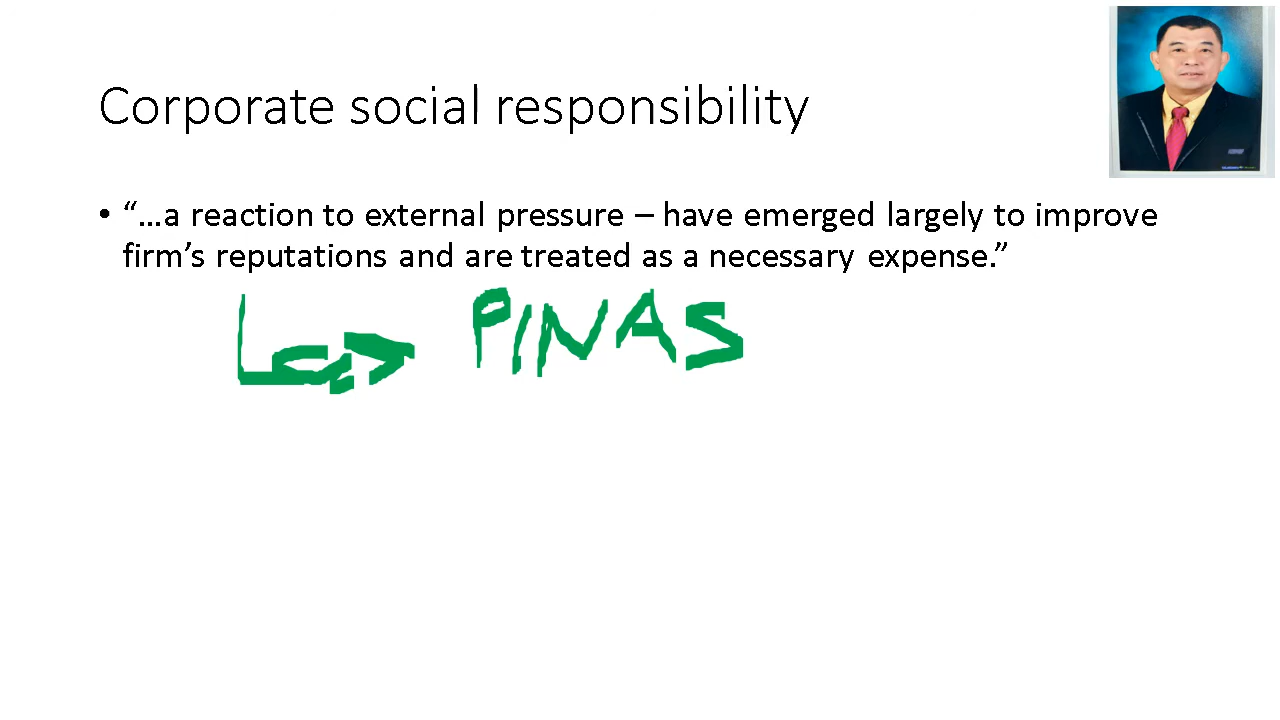 Corporate social responsibility
• “…a reaction to external pressure – have emerged largely to improve
firm’s reputations and are treated as a necessary expense.”
PINAS